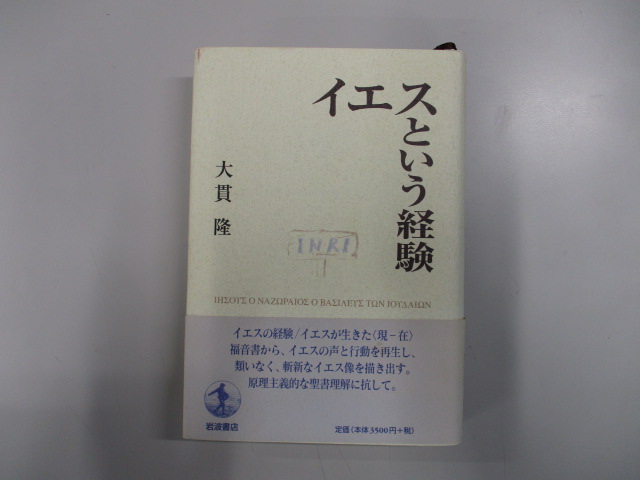 イエスという経験
大貫 隆
INRI
ΙΗΣΟΥΣ Ο ΝΑΖΩΡΑΙΟΣ Ο ΒΑΣΙΛΕΥΣ ΤΩΝ ΙΟΥΔΑΙΩΝ
イエスの経験/イエスが生きた〈現-在〉
福音書から、イエスの声と行動を再生し、
類いなく、斬新なイエス像を描き出す。
原理主義的な聖書理解に抗して。
岩波書店
定価(本体3500円+税)